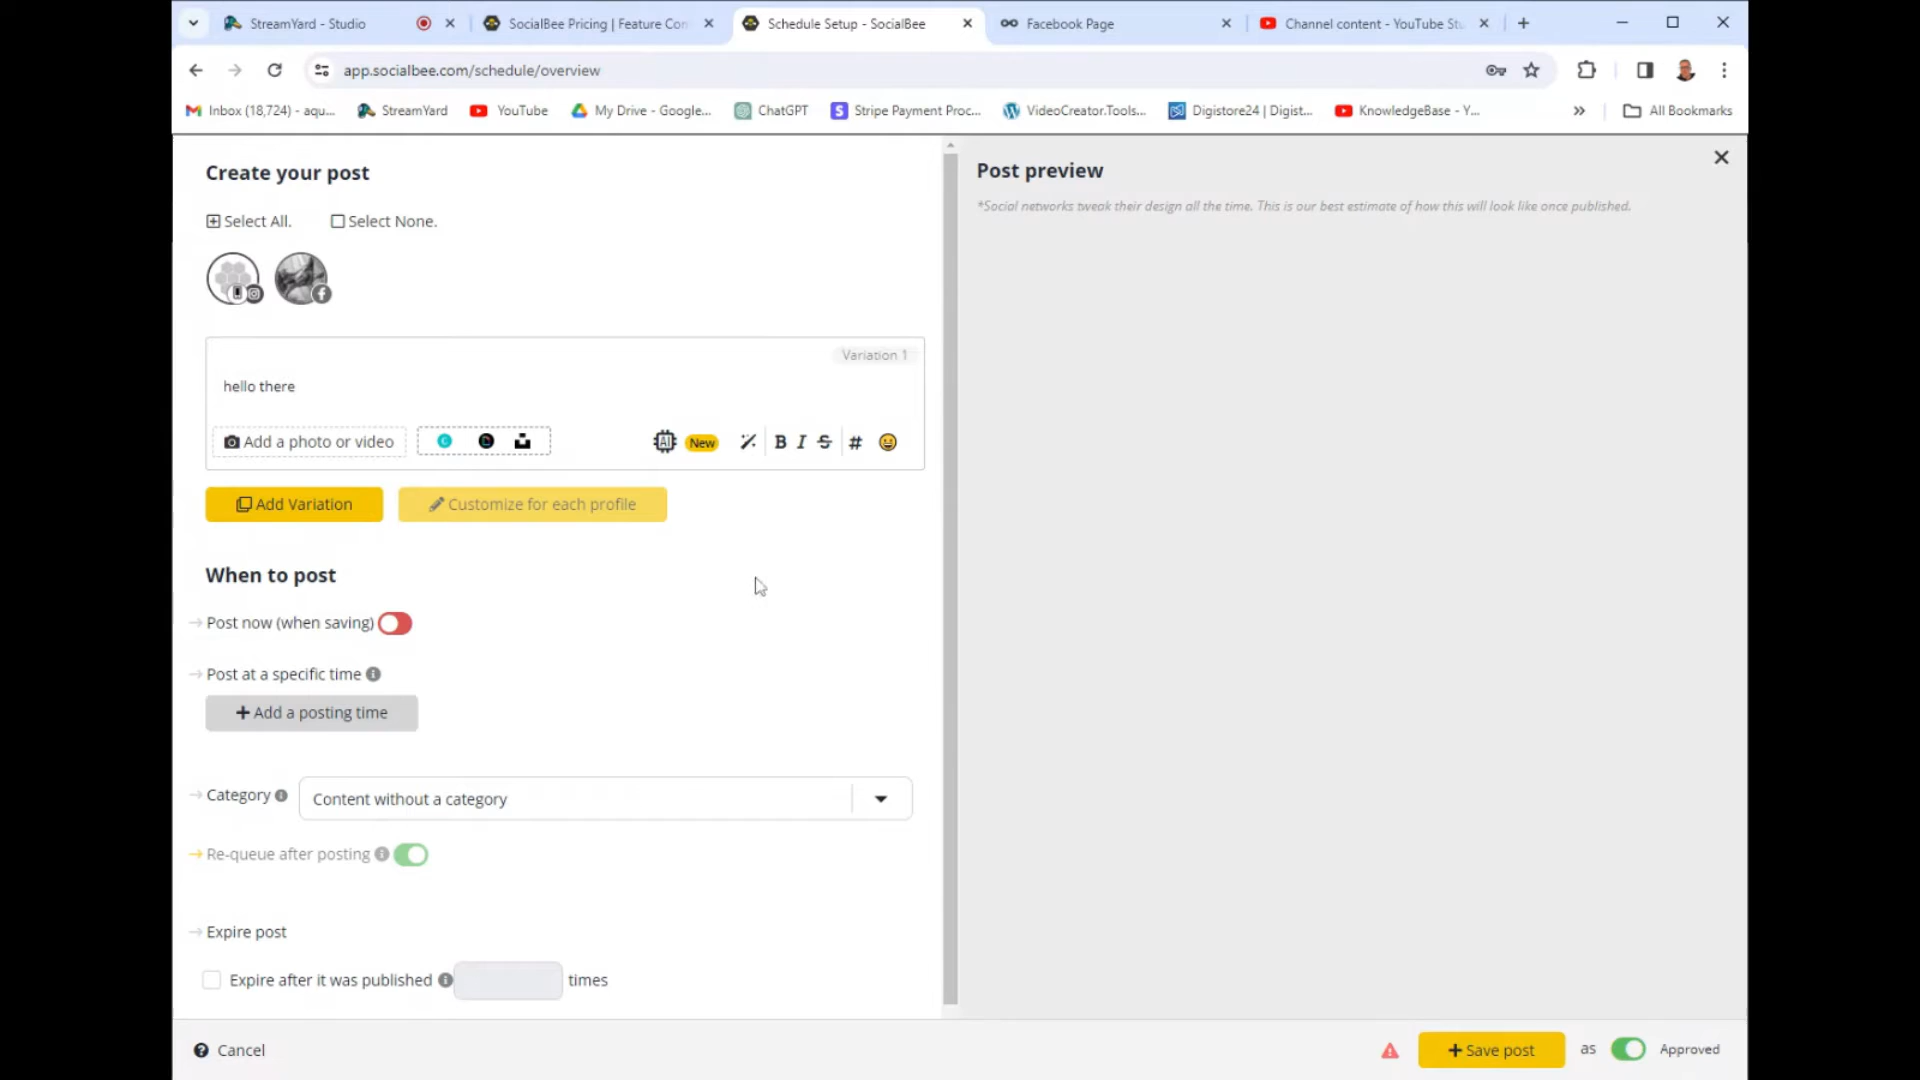 StreamYard - Studio
SocialBee Pricing | Feature Con
Schedule Setup - SocialBee
Facebook Page
Channel content - YouTube Stu
app.socialbee.com/schedule/overview
Inbox (18,724) - aqu...
StreamYard
YouTube
My Drive - Google...
ChatGPT
Stripe Payment Proc...
VideoCreator.Tools...
Digistore24 | Digist...
KnowledgeBase - Y...
»
All Bookmarks
Create your post
Select All.
Select None.
Variation 1
hello there
Add a photo or video
AI
New
B I S #
Add Variation
Customize for each profile
When to post
Post now (when saving)
Post at a specific time
+ Add a posting time
Category
Content without a category
Re-queue after posting
Expire post
Expire after it was published
times
Post preview
*Social networks tweak their design all the time. This is our best estimate of how this will look like once published.
Cancel
+ Save post
as
Approved